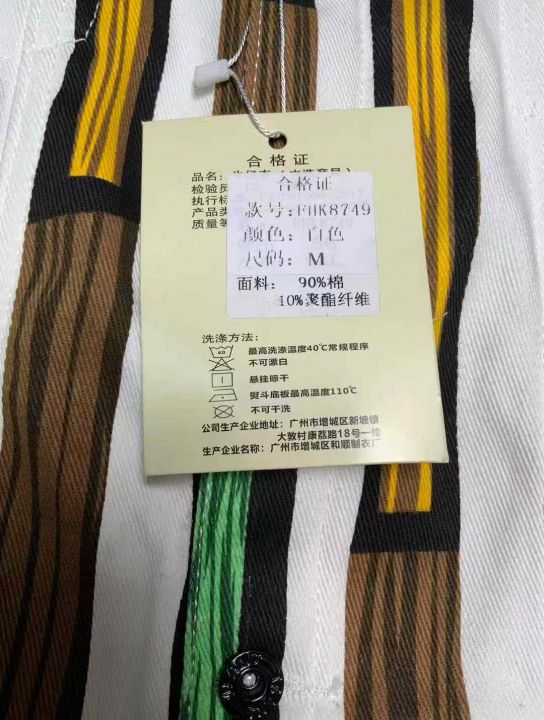 合格证
品名：
检验员
执行标
产品类
质量等
合格证
款号：FHK8749
颜色：白色
尺码：M
面料： 90%棉
10%聚酯纤维
洗涤方法：
40 最高洗涤温度40℃常规程序
不可漂白
悬挂晾干
熨斗底板最高温度110℃
不可干洗
公司生产企业地址：广州市增城区新塘镇
大敦村康荔路18号一楼
生产企业名称：广州市增城区和顺制衣厂